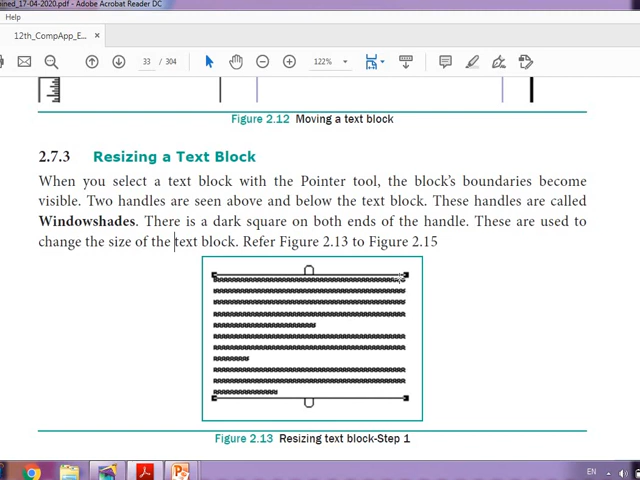 ined_17-04-2020.pdf - Adobe Acrobat Reader DC
Help
12th_CompApp_E... ×
33 / 304
122%
Figure 2.12 Moving a text block
2.7.3 Resizing a Text Block
When you select a text block with the Pointer tool, the block's boundaries become
visible. Two handles are seen above and below the text block. These handles are called
Windowshades. There is a dark square on both ends of the handle. These are used to
change the size of the text block. Refer Figure 2.13 to Figure 2.15
Figure 2.13 Resizing text block-Step 1
EN